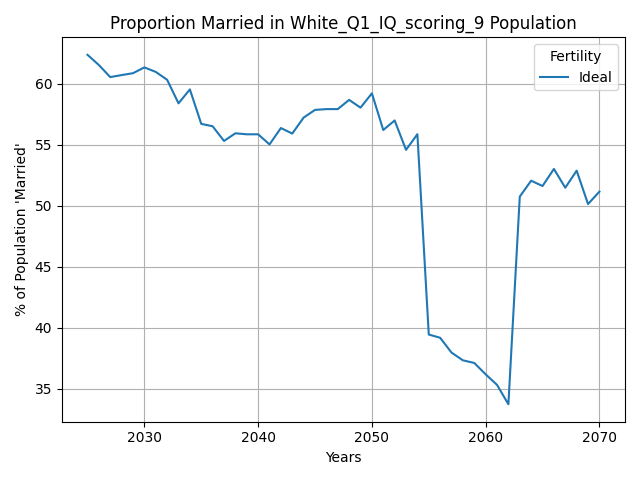 Proportion Married in White_Q1_IQ_scoring_9 Population
Fertility
Ideal
% of Population 'Married'
60
55
50
45
40
35
2030
2040
2050
2060
2070
Years